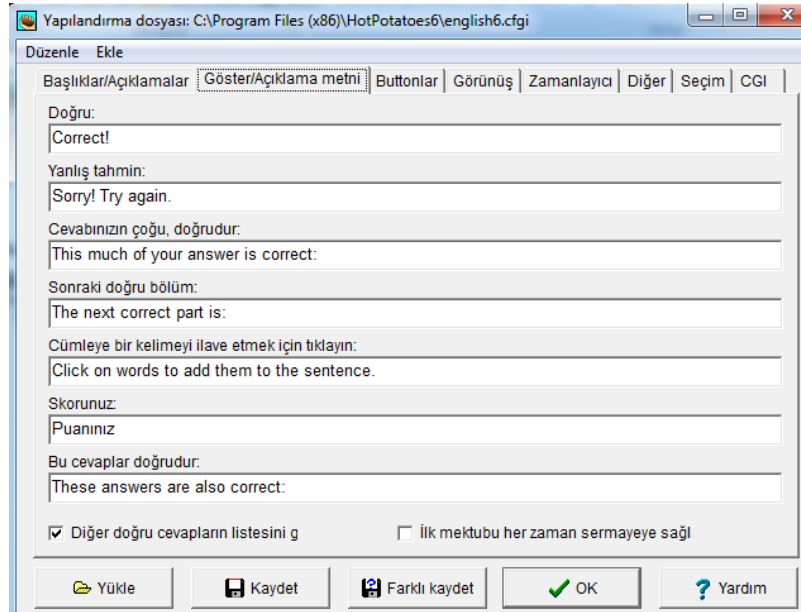 Yapılandırma dosyası: C:\Program Files (x86)\HotPotatoes6\english6.cfgi
Düzenle Ekle
Başlıklar/Açıklamalar Göster/Açıklama metni Buttonlar Görünüş Zamanlayıcı Diğer Seçim CGI
Doğru:
Correct!
Yanlış tahmin:
Sorry! Try again.
Cevabınızın çoğu, doğrudur:
This much of your answer is correct:
Sonraki doğru bölüm:
The next correct part is:
Cümleye bir kelimeyi ilave etmek için tıklayın:
Click on words to add them to the sentence.
Skorunuz:
Puanınız
Bu cevaplar doğrudur:
These answers are also correct:
Diğer doğru cevapların listesini g İlk mektubu her zaman sermayeye sağl
Yükle Kaydet Farklı kaydet OK Yardım